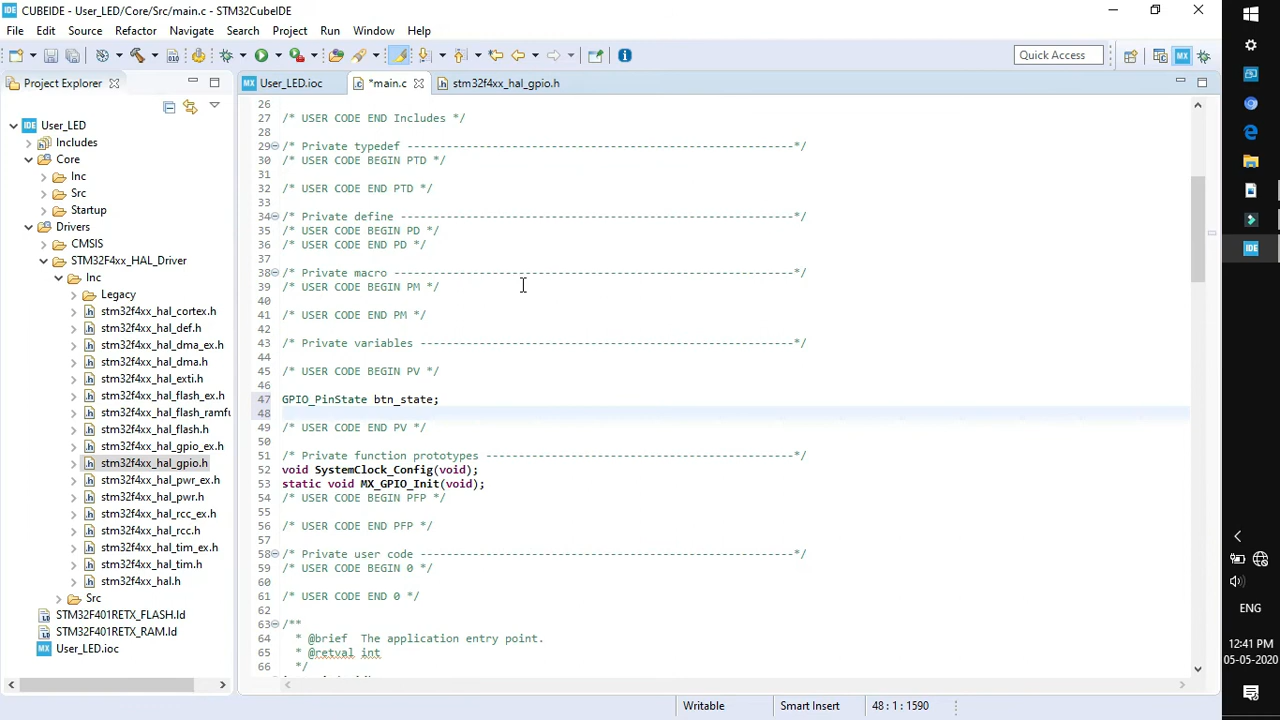 CUBEIDE - User_LED/Core/Src/main.c - STM32CubeIDE
File Edit Source Refactor Navigate Search Project Run Window Help
Quick Access
Project Explorer
User_LED
Includes
Core
Inc
Src
Startup
Drivers
CMSIS
STM32F4xx_HAL_Driver
Inc
Legacy
stm32f4xx_hal_cortex.h
stm32f4xx_hal_def.h
stm32f4xx_hal_dma_ex.h
stm32f4xx_hal_dma.h
stm32f4xx_hal_exti.h
stm32f4xx_hal_flash_ex.h
stm32f4xx_hal_flash_ramfu
stm32f4xx_hal_flash.h
stm32f4xx_hal_gpio_ex.h
stm32f4xx_hal_gpio.h
stm32f4xx_hal_pwr_ex.h
stm32f4xx_hal_pwr.h
stm32f4xx_hal_rcc_ex.h
stm32f4xx_hal_rcc.h
stm32f4xx_hal_tim_ex.h
stm32f4xx_hal_tim.h
stm32f4xx_hal.h
Src
STM32F401RETX_FLASH.ld
STM32F401RETX_RAM.ld
User_LED.ioc
User_LED.ioc *main.c stm32f4xx_hal_gpio.h
26
27 /* USER CODE END Includes */
28
29 /* Private typedef -----------------------------------------------------------*/
30 /* USER CODE BEGIN PTD */
31
32 /* USER CODE END PTD */
33
34 /* Private define ------------------------------------------------------------*/
35 /* USER CODE BEGIN PD */
36 /* USER CODE END PD */
37
38 /* Private macro -------------------------------------------------------------*/
39 /* USER CODE BEGIN PM */
40
41 /* USER CODE END PM */
42
43 /* Private variables ---------------------------------------------------------*/
44
45 /* USER CODE BEGIN PV */
46
47 GPIO_PinState btn_state;
48
49 /* USER CODE END PV */
50
51 /* Private function prototypes -----------------------------------------------*/
52 void SystemClock_Config(void);
53 static void MX_GPIO_Init(void);
54 /* USER CODE BEGIN PFP */
55
56 /* USER CODE END PFP */
57
58 /* Private user code ---------------------------------------------------------*/
59 /* USER CODE BEGIN 0 */
60
61 /* USER CODE END 0 */
62
63 /**
64 * @brief The application entry point.
65 * @retval int
66 */
Writable Smart Insert 48 : 1 : 1590
IDE
MX
ENG
12:41 PM
05-05-2020